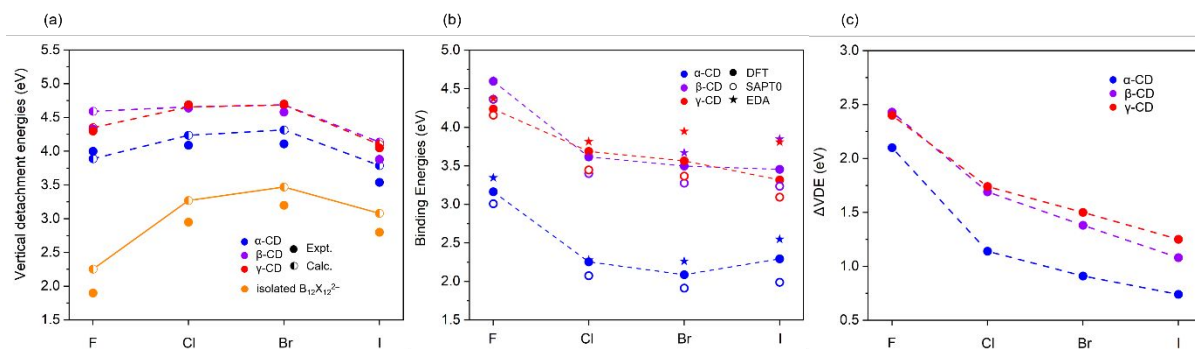 (a)
(b)
(c)
Vertical detachment energies (eV)
5.5
5.0
4.5
4.0
3.5
3.0
2.5
2.0
1.5
α-CD
β-CD
γ-CD
Expt.
Calc.
isolated B₁₂X₁₂²⁻
F Cl Br I
Binding Energies (eV)
5.0
4.5
4.0
3.5
3.0
2.5
2.0
1.5
α-CD DFT
β-CD SAPT0
γ-CD EDA
F Cl Br I
ΔVDE (eV)
3.0
2.5
2.0
1.5
1.0
0.5
α-CD
β-CD
γ-CD
F Cl Br I